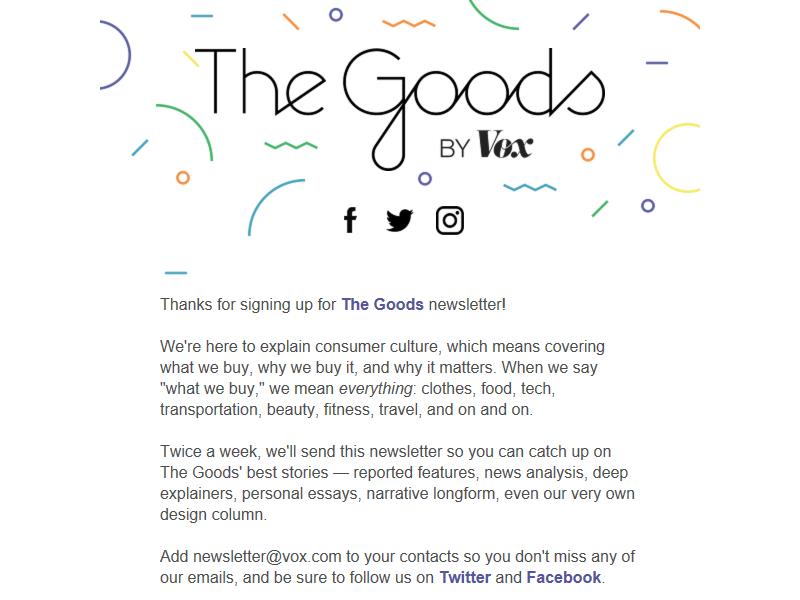 The Goods
BY Vox
Thanks for signing up for The Goods newsletter!
We're here to explain consumer culture, which means covering
what we buy, why we buy it, and why it matters. When we say
"what we buy," we mean everything: clothes, food, tech,
transportation, beauty, fitness, travel, and on and on.
Twice a week, we'll send this newsletter so you can catch up on
The Goods' best stories — reported features, news analysis, deep
explainers, personal essays, narrative longform, even our very own
design column.
Add newsletter@vox.com to your contacts so you don't miss any of
our emails, and be sure to follow us on Twitter and Facebook.